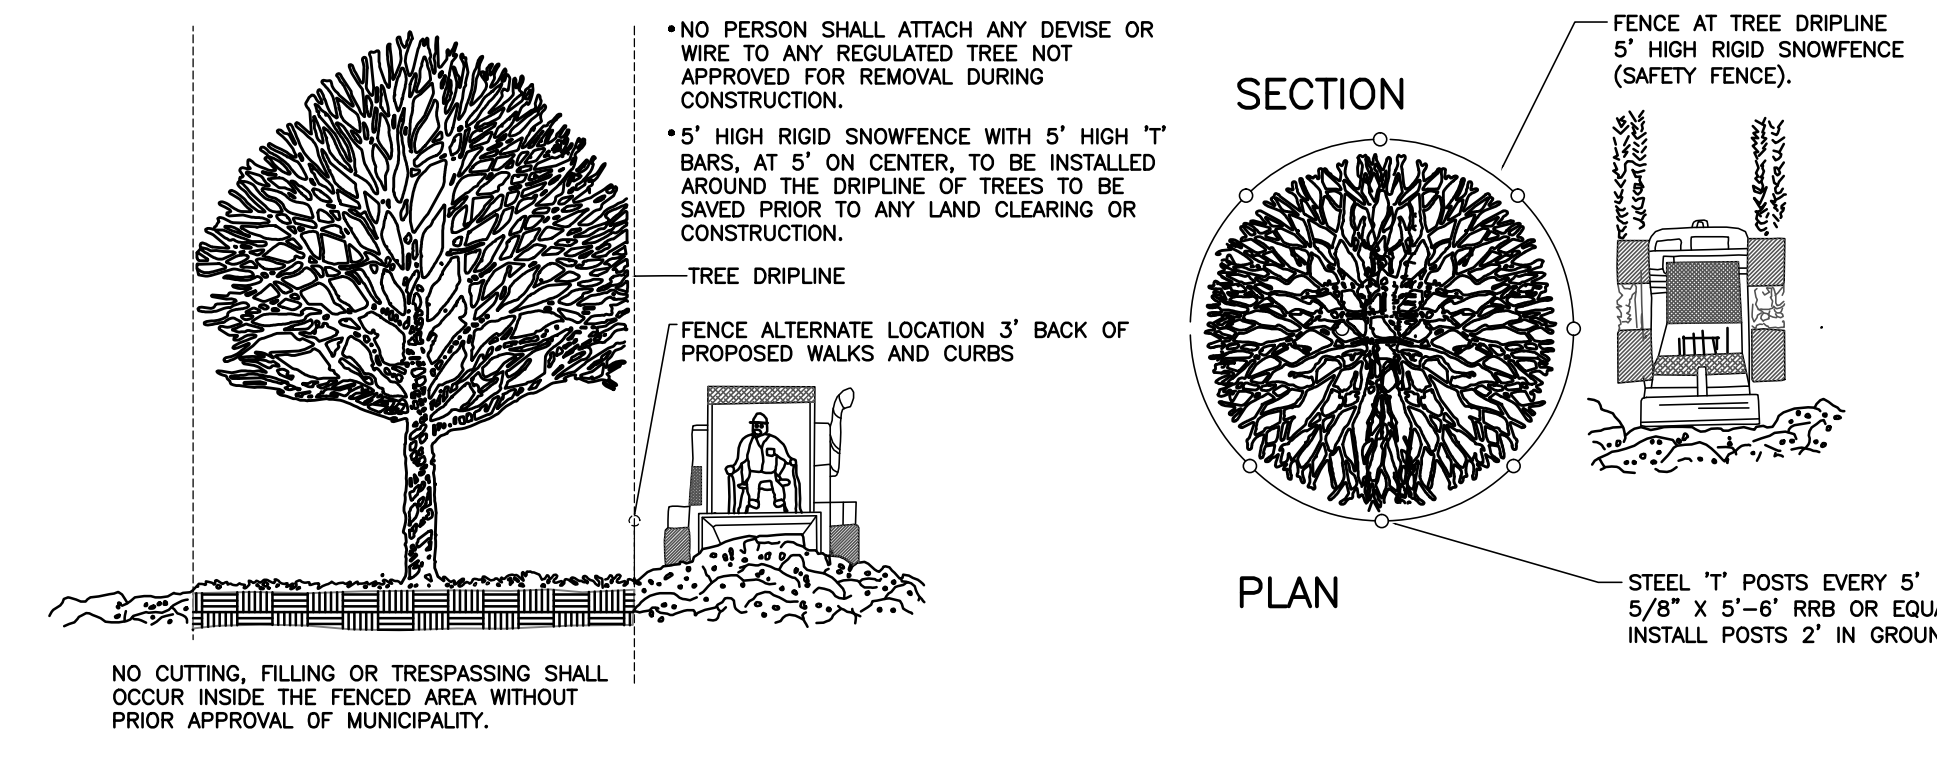 • NO PERSON SHALL ATTACH ANY DEVISE OR
WIRE TO ANY REGULATED TREE NOT
APPROVED FOR REMOVAL DURING
CONSTRUCTION.
• 5' HIGH RIGID SNOWFENCE WITH 5' HIGH 'T'
BARS, AT 5' ON CENTER, TO BE INSTALLED
AROUND THE DRIPLINE OF TREES TO BE
SAVED PRIOR TO ANY LAND CLEARING OR
CONSTRUCTION.
TREE DRIPLINE
FENCE ALTERNATE LOCATION 3' BACK OF
PROPOSED WALKS AND CURBS
NO CUTTING, FILLING OR TRESPASSING SHALL
OCCUR INSIDE THE FENCED AREA WITHOUT
PRIOR APPROVAL OF MUNICIPALITY.
SECTION
FENCE AT TREE DRIPLINE
5' HIGH RIGID SNOWFENCE
(SAFETY FENCE).
PLAN
STEEL 'T' POSTS EVERY 5'
5/8" X 5'-6' RRB OR
INSTALL POSTS 2' IN